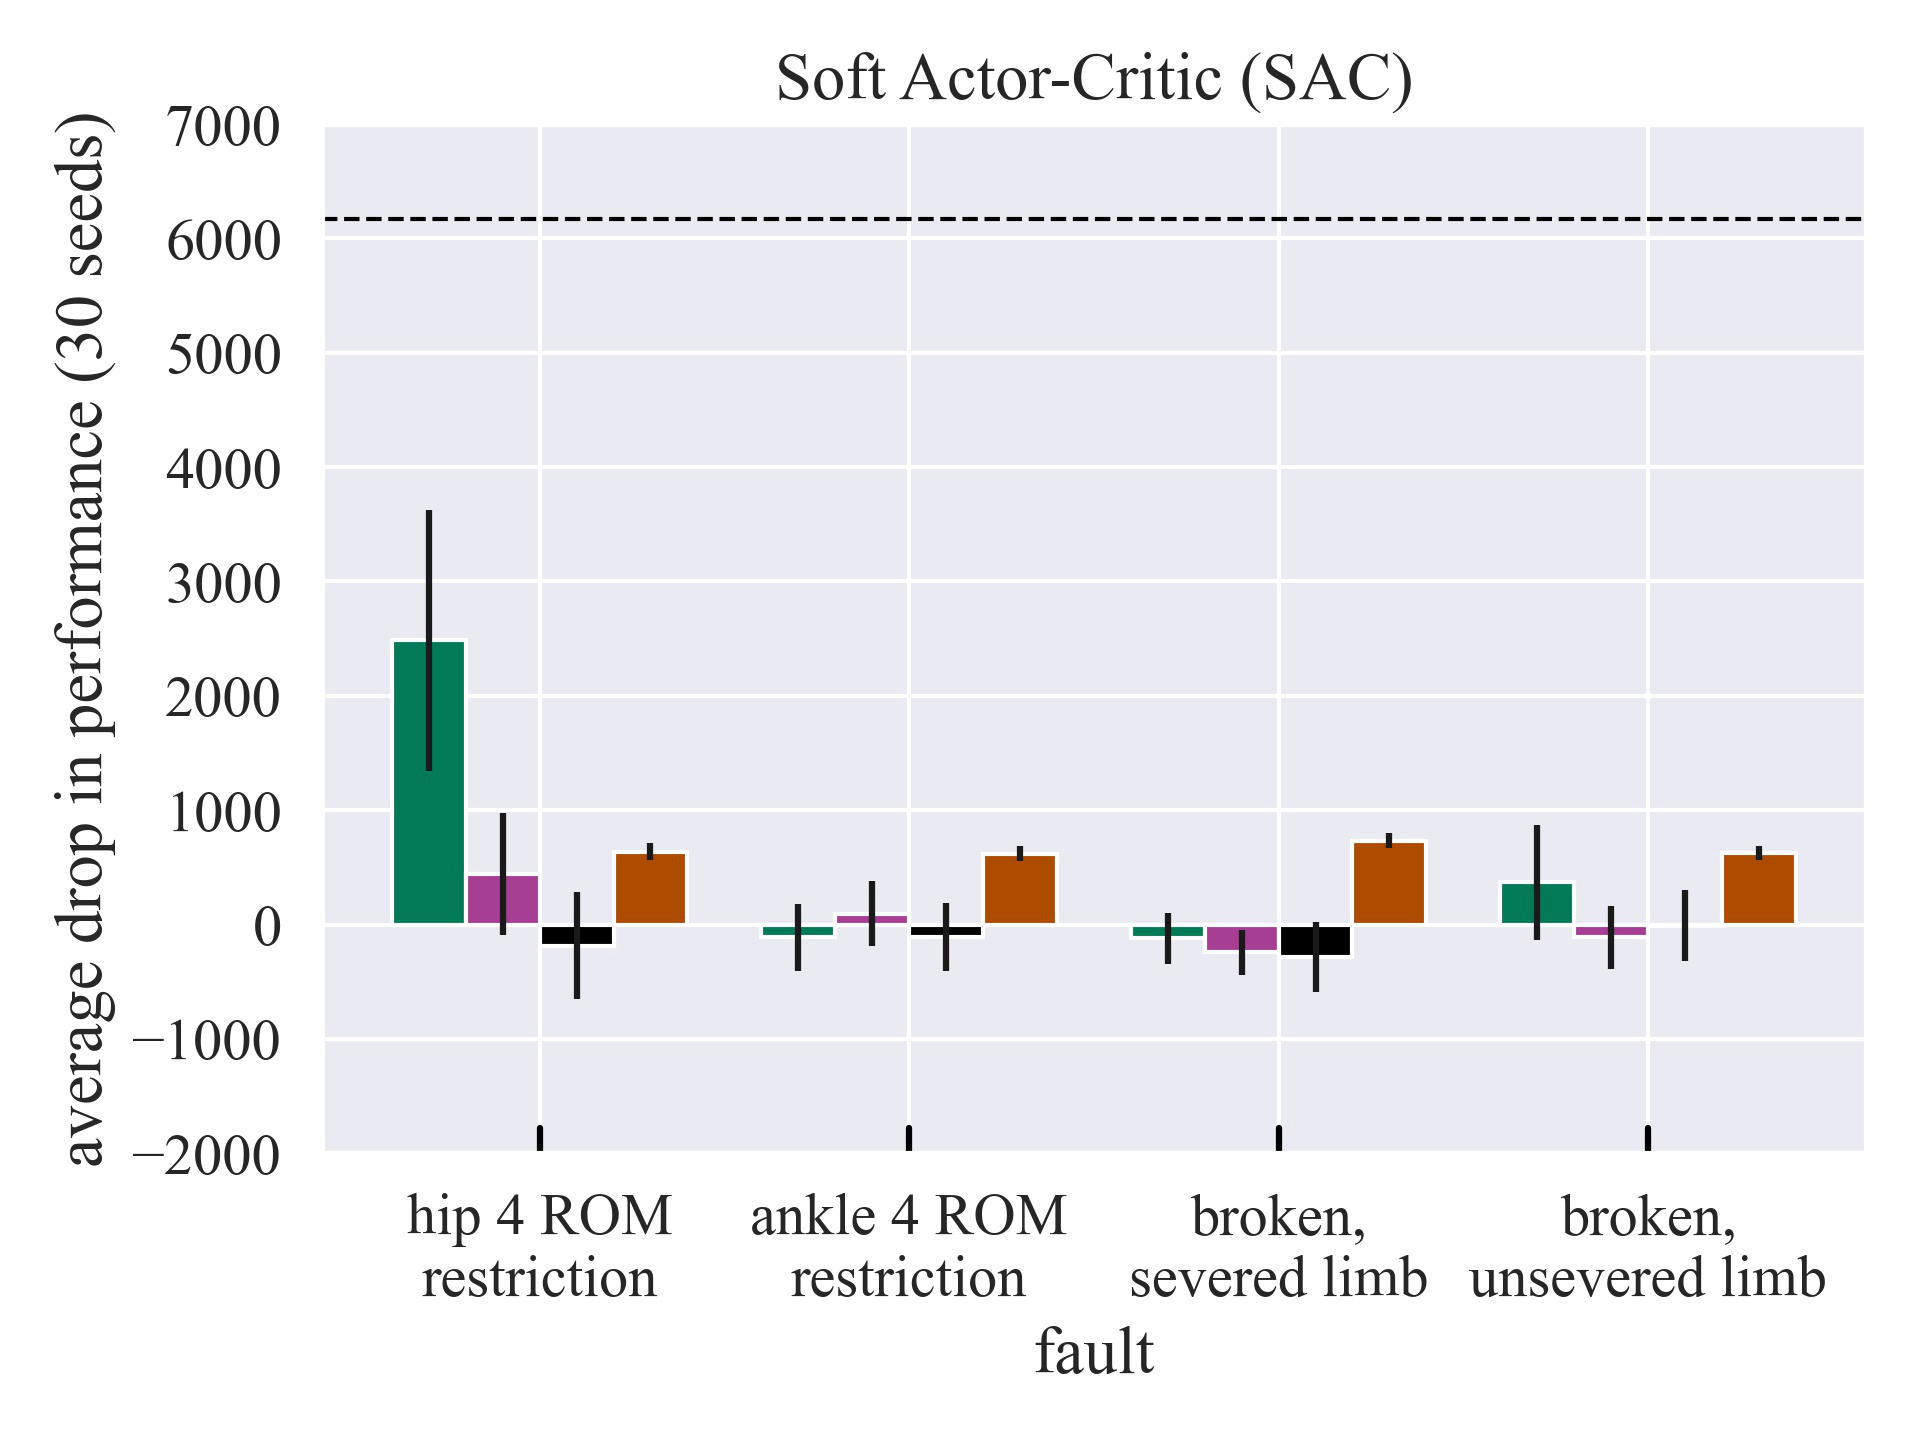 Soft Actor-Critic (SAC)
average drop in performance (30 seeds)
7000
6000
5000
4000
3000
2000
1000
0
−1000
−2000
hip 4 ROM
restriction
ankle 4 ROM
restriction
broken,
severed limb
broken,
unsevered limb
fault